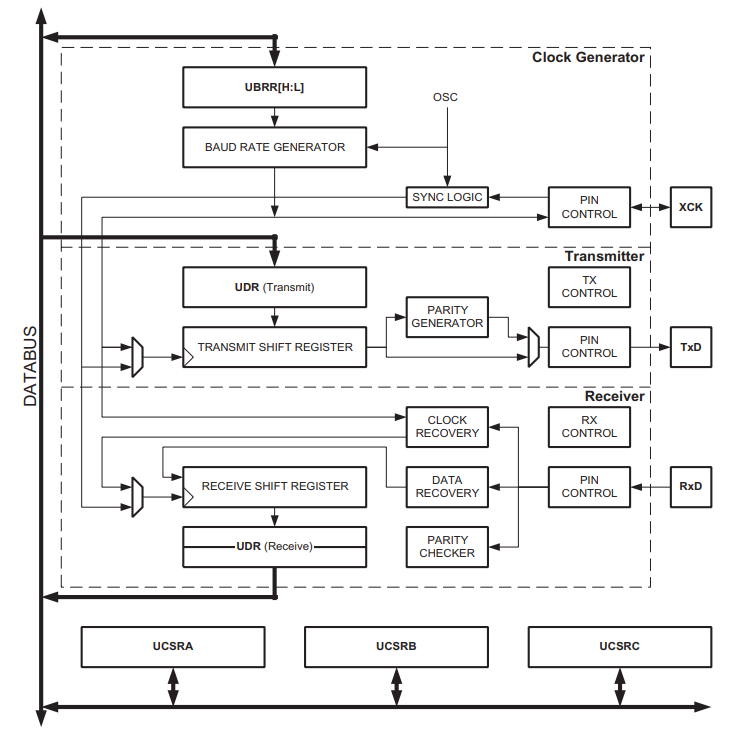 Clock Generator
UBRR[H:L]
OSC
BAUD RATE GENERATOR
SYNC LOGIC
PIN
CONTROL
XCK
Transmitter
UDR (Transmit)
TX
CONTROL
PARITY
GENERATOR
TRANSMIT SHIFT REGISTER
PIN
CONTROL
TxD
DATABUS
Receiver
CLOCK
RECOVERY
RX
CONTROL
RECEIVE SHIFT REGISTER
DATA
RECOVERY
PIN
CONTROL
RxD
UDR (Receive)
PARITY
CHECKER
UCSRA
UCSRB
UCSRC